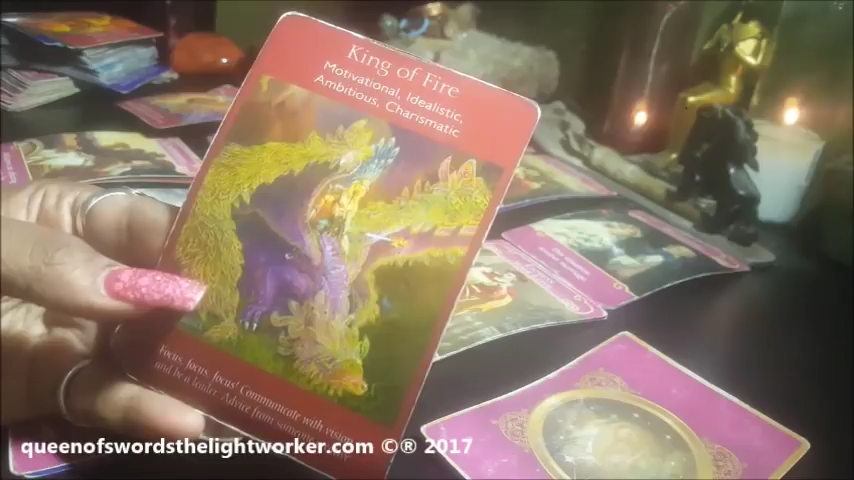 King of Fire
Motivational, Idealistic,
Ambitious, Charismatic
Focus, focus, focus! Communicate with vision
and be a leader. Advice from someone
queenofswordsthelightworker.com ©® 2017